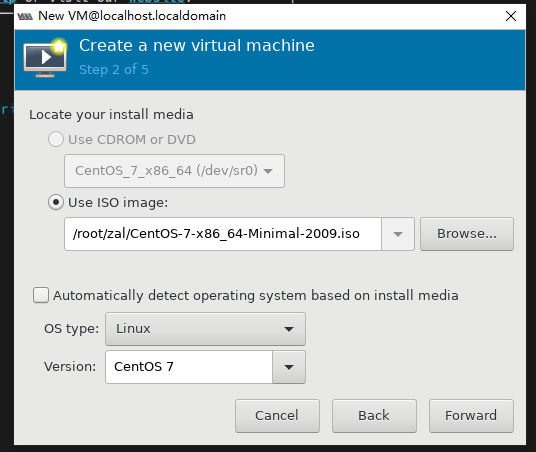 New VM@localhost.localdomain
Create a new virtual machine
Step 2 of 5
Locate your install media
Use CDROM or DVD
CentOS_7_x86_64 (/dev/sr0)
Use ISO image:
/root/zal/CentOS-7-x86_64-Minimal-2009.iso
Browse...
Automatically detect operating system based on install media
OS type: Linux
Version: CentOS 7
Cancel Back Forward